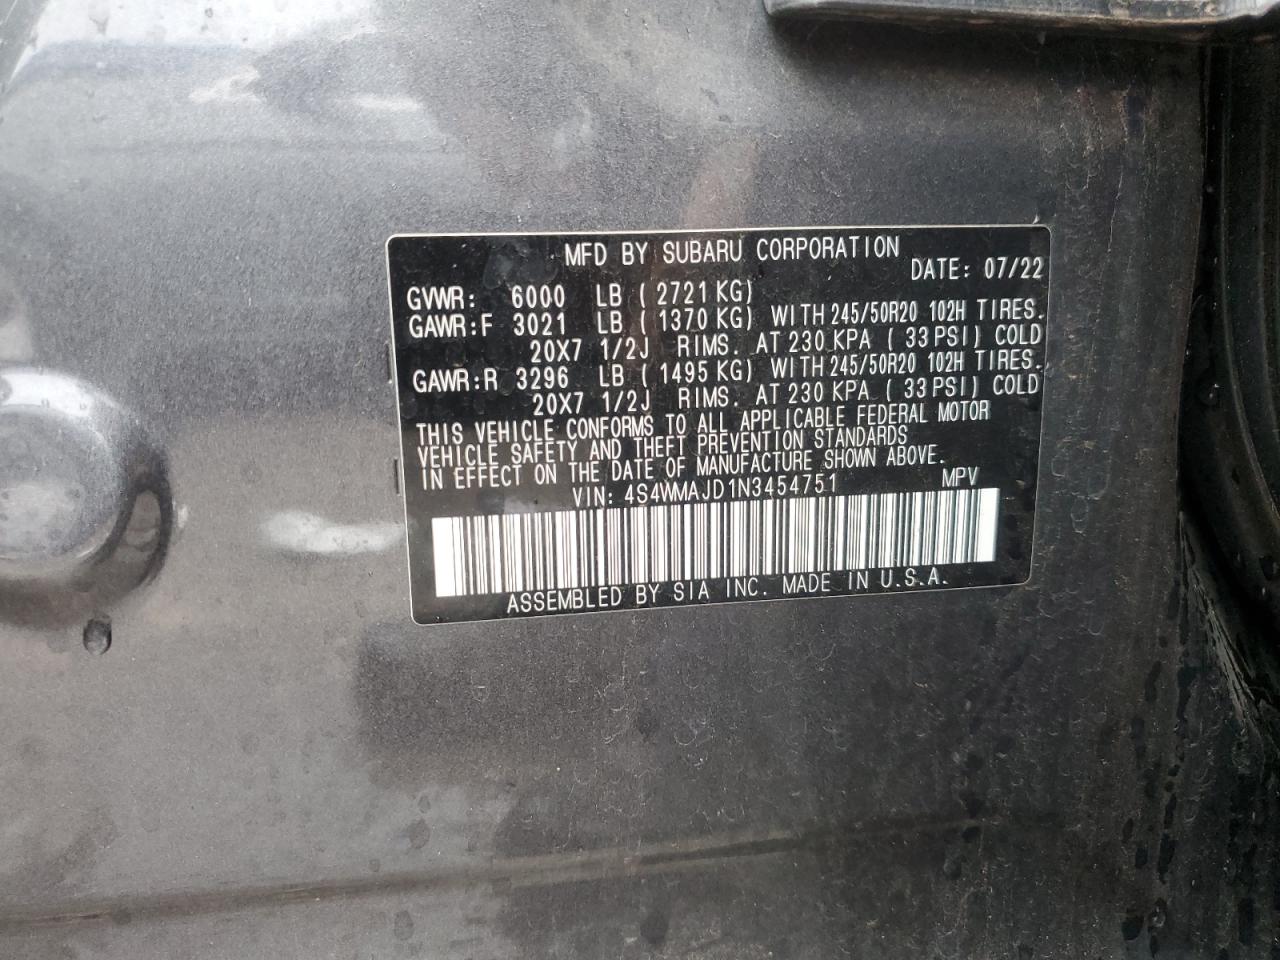 MFD BY SUBARU CORPORATION
DATE: 07/22
GVWR: 6000 LB ( 2721 KG)
GAWR:F 3021 LB ( 1370 KG) WITH 245/50R20 102H TIRES.
20X7 1/2J RIMS. AT 230 KPA ( 33 PSI) COLD
GAWR:R 3296 LB ( 1495 KG) WITH 245/50R20 102H TIRES.
20X7 1/2J RIMS. AT 230 KPA ( 33 PSI) COLD
THIS VEHICLE CONFORMS TO ALL APPLICABLE FEDERAL MOTOR
VEHICLE SAFETY AND THEFT PREVENTION STANDARDS
IN EFFECT ON THE DATE OF MANUFACTURE SHOWN ABOVE.
VIN: 4S4WMAJD1N3454751 MPV
ASSEMBLED BY SIA INC. MADE IN U.S.A.